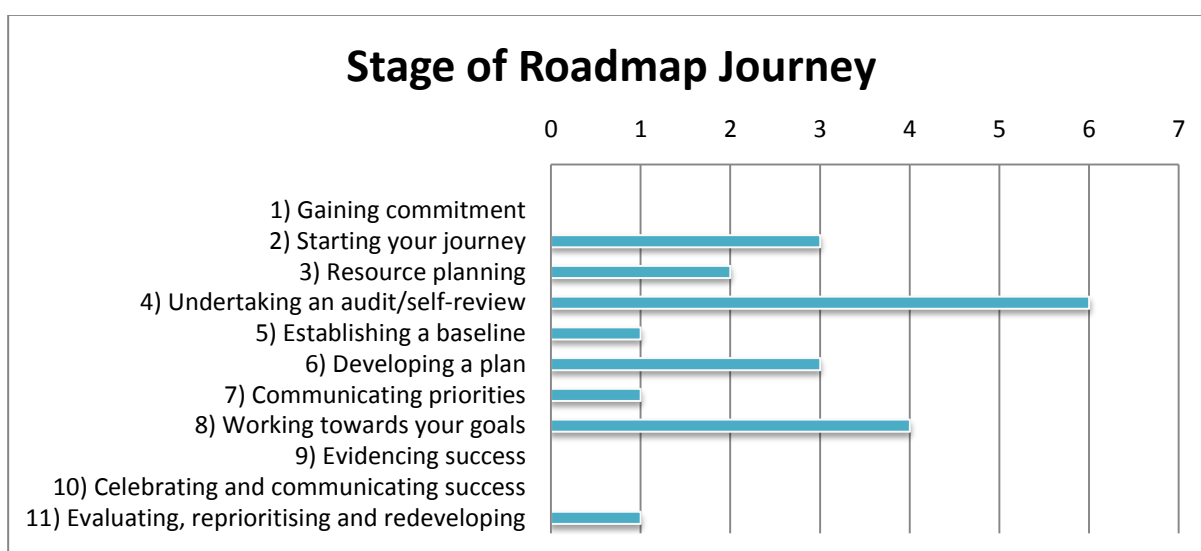 Stage of Roadmap Journey
0 1 2 3 4 5 6 7
1) Gaining commitment
2) Starting your journey
3) Resource planning
4) Undertaking an audit/self-review
5) Establishing a baseline
6) Developing a plan
7) Communicating priorities
8) Working towards your goals
9) Evidencing success
10) Celebrating and communicating success
11) Evaluating, reprioritising and redeveloping